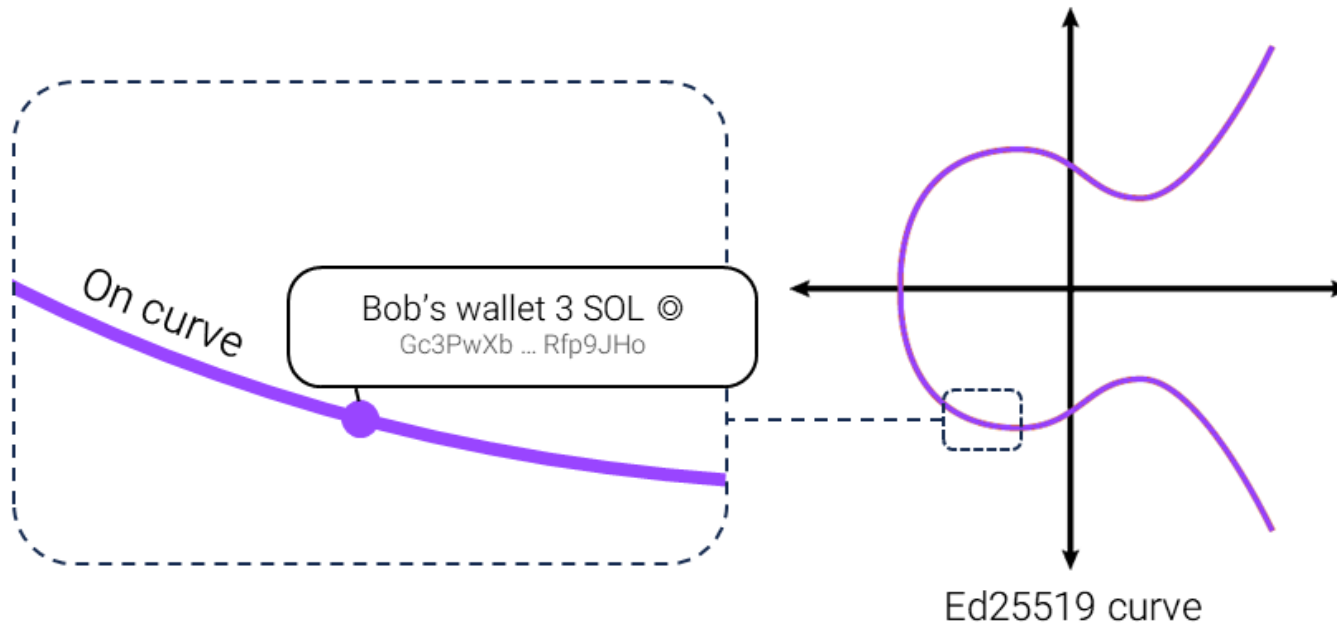 On curve
Bob’s wallet 3 SOL ◎
Gc3PwXb ... Rfp9JHo
Ed25519 curve